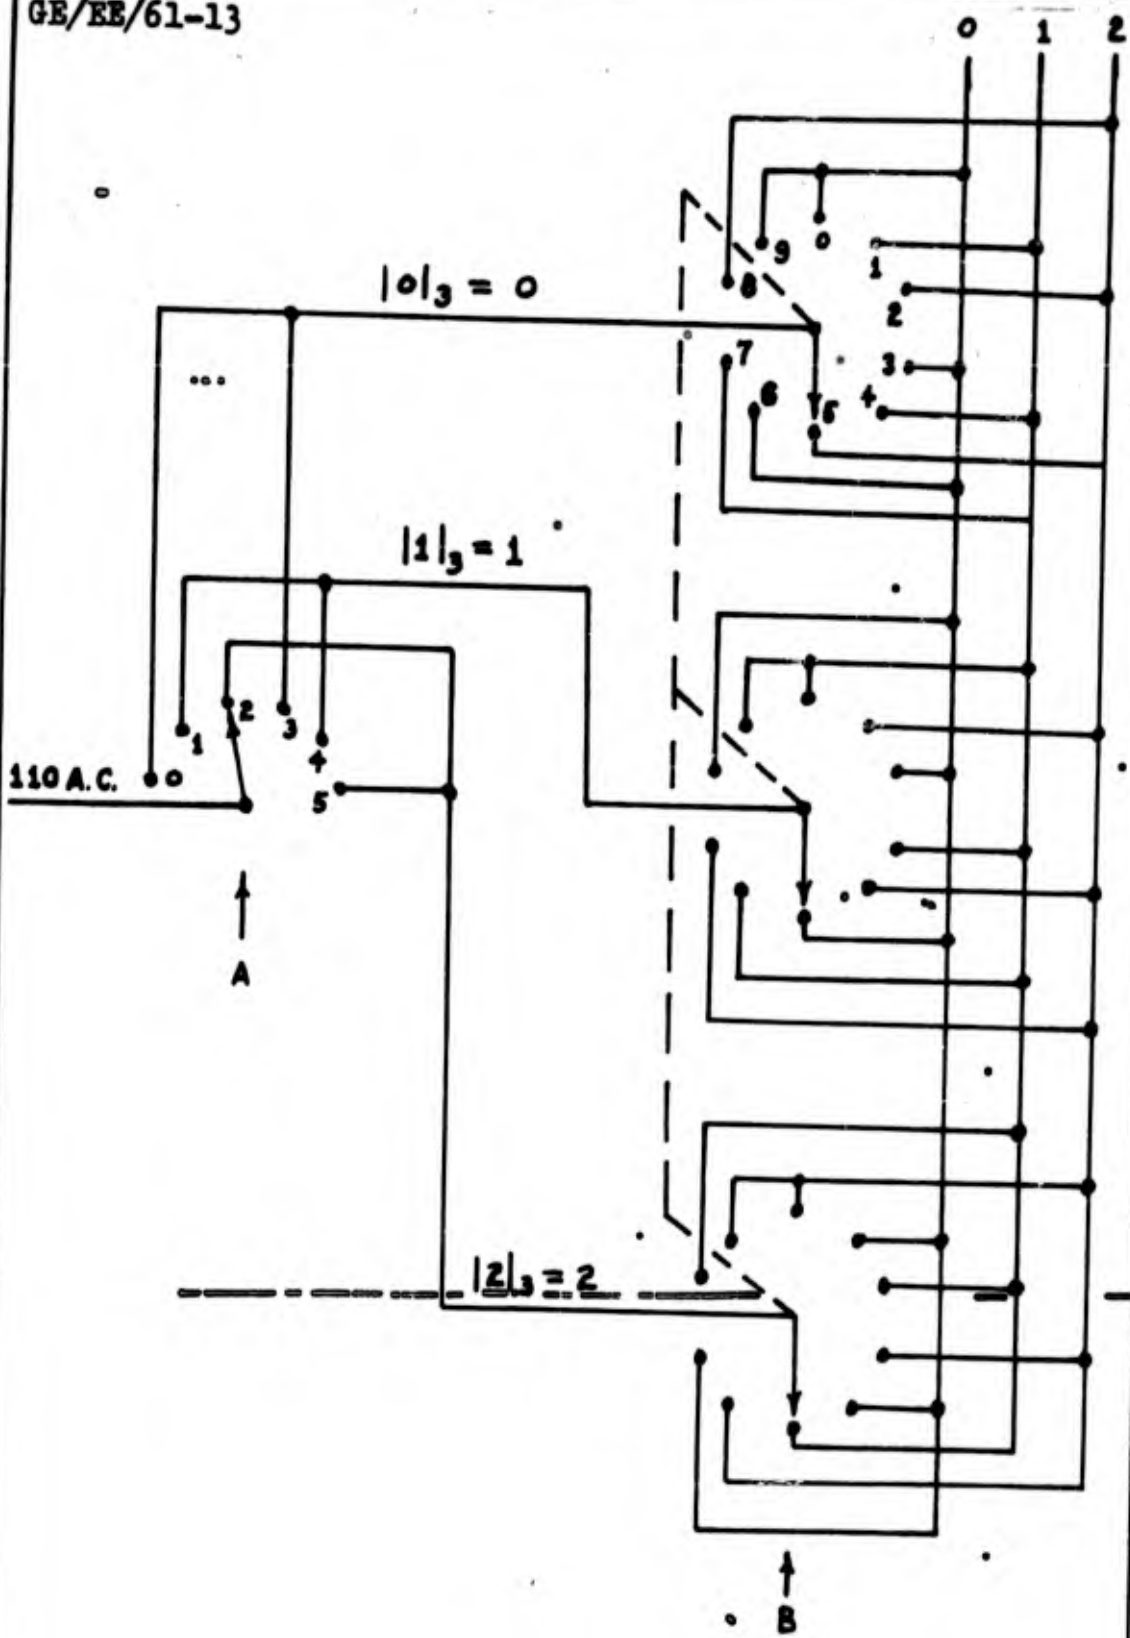 GE/EE/61-13
0 1 2
9 0 1
8 2
|0|₃ = 0
7 3
6 5 4
|1|₃ = 1
1 2 3 4
110 A.C. 0 5
A
|2|₃ = 2
B